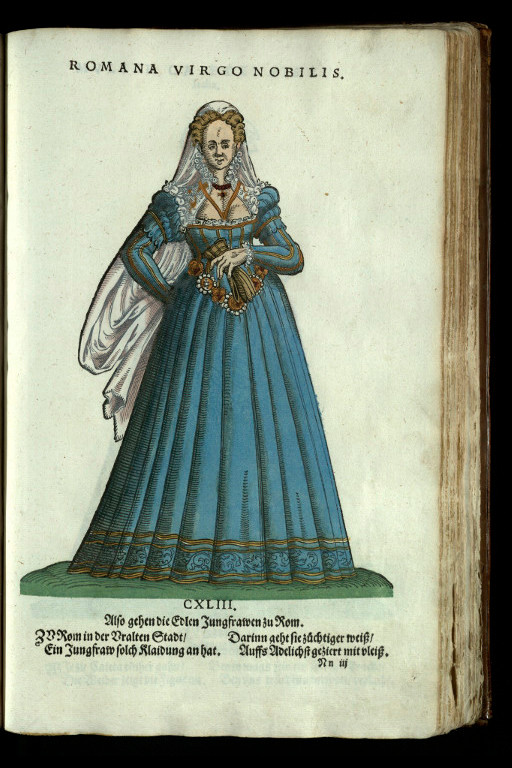 ROMANA VIRGO NOBILIS.
CXLIII.
Also gehen die Edlen Jungfrawen zu Rom.
ZV Rom in der Vralten Stadt/
Ein Jungfraw solch Klaidung an hat.
Darinn geht sie züchtiger weiß/
Auffs Adelichst geziert mit vleiß.
Nn iij